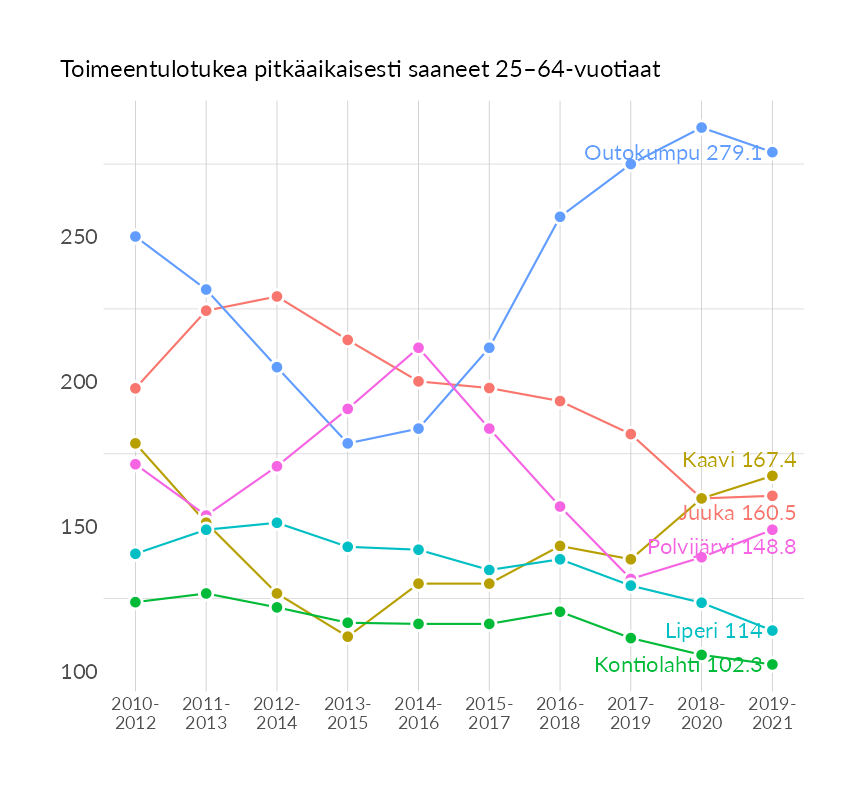 Toimeentulotukea pitkäaikaisesti saaneet 25–64-vuotiaat
Outokumpu 279.1
250
200
Kaavi 167.4
Juuka 160.5
150
Polvijärvi 148.8
Liperi 114
Kontiolahti 102.3
100
2010- 2011- 2012- 2013- 2014- 2015- 2016- 2017- 2018- 2019-
2012 2013 2014 2015 2016 2017 2018 2019 2020 2021